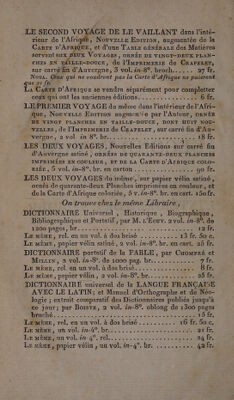 LE SECOND VOYAGE DE LE VAILLANT dans l'inté-
rieur de l'Afrique, Nouvelle Edition, augmentée de la
Carte d'Afrique, et d'une Table générale des Matières
servant aux deux Voyages, ornée de vingt-deux plan-
ches en taille-douce, de l'Imprimerie de Crapelet,
sur carré fin d'Auvergne, 3 vol. in-8°. broch...... 27 fr.
Nota. Ceux qui ne voudront pas la Carte d'Afrique ne paieront
que 21 fr.
La Carte d'Afrique se vendra séparément pour compléter
ceux qui ont les anciennes éditions. 6 fr.
LE PREMIER VOYAGE du même dans l'intérieur de l'Afri-
que, Nouvelle Edition augmentée par l'Auteur, ornée
de vingt planches en taille-douce, dont huit nou-
velles, de l'Imprimerie de Crapelet, sur carré fin d'Au-
vergne, 2 vol. in 8°. br. 18 fr.
LES DEUX VOYAGES, Nouvelles Editions sur carré fin
d'Auvergne satiné, ornées de quarante-deux planches
imprimées en couleur, et de la Carte d'Afrique colo-
riée, 5 vol. in-8°. br. en carton 90 fr.
LES DEUX VOYAGES du même, sur papier vélin satiné,
ornés de quarante-deux Planches imprimées en couleur, et
de la Carte d'Afrique coloriée, 5 vol. in-8°. br. en cart. 150 fr.
On trouve chez le même Libraire,
DICTIONNAIRE Universel, Historique, Biographique,
Bibliographique et Portatif, par M. L'Ecuy. 2 vol. in-8°. de
1200 pages, br. 12 fr.
Le même, rel. en un vol. à dos brisé 13 fr. 50 c.
Le même, papier vélin satiné, 2 vol. in-8°. br. en cart. 25 fr.
DICTIONNAIRE portatif de la FABLE, par Chompré et
Millin, 2 vol. in-8°. de 1000 pag. br. 7 fr.
Le même, rel. en un vol. à dos brisé 8 fr.
Le même, papier vélin, 2 vol. in-8°. br. 25 fr.
DICTIONNAIRE universel de la LANGUE FRANÇAISE
AVEC LE LATIN; et Manuel d'Orthographe et de Néo-
logie; extrait comparatif des Dictionnaires publiés jusqu'à
ce jour; par Boiste, 2 vol. in-8°. oblong de 1300 pages
broché 15 fr.
Le même, rel. en un vol. à dos brisé 16 fr. 50 c.
Le même, un vol. in-4°. br. 21 fr.
Le même, un vol. in 4°. rel. 24 fr.
Le même, papier vélin, un vol. in-4°. br. 42 fr.